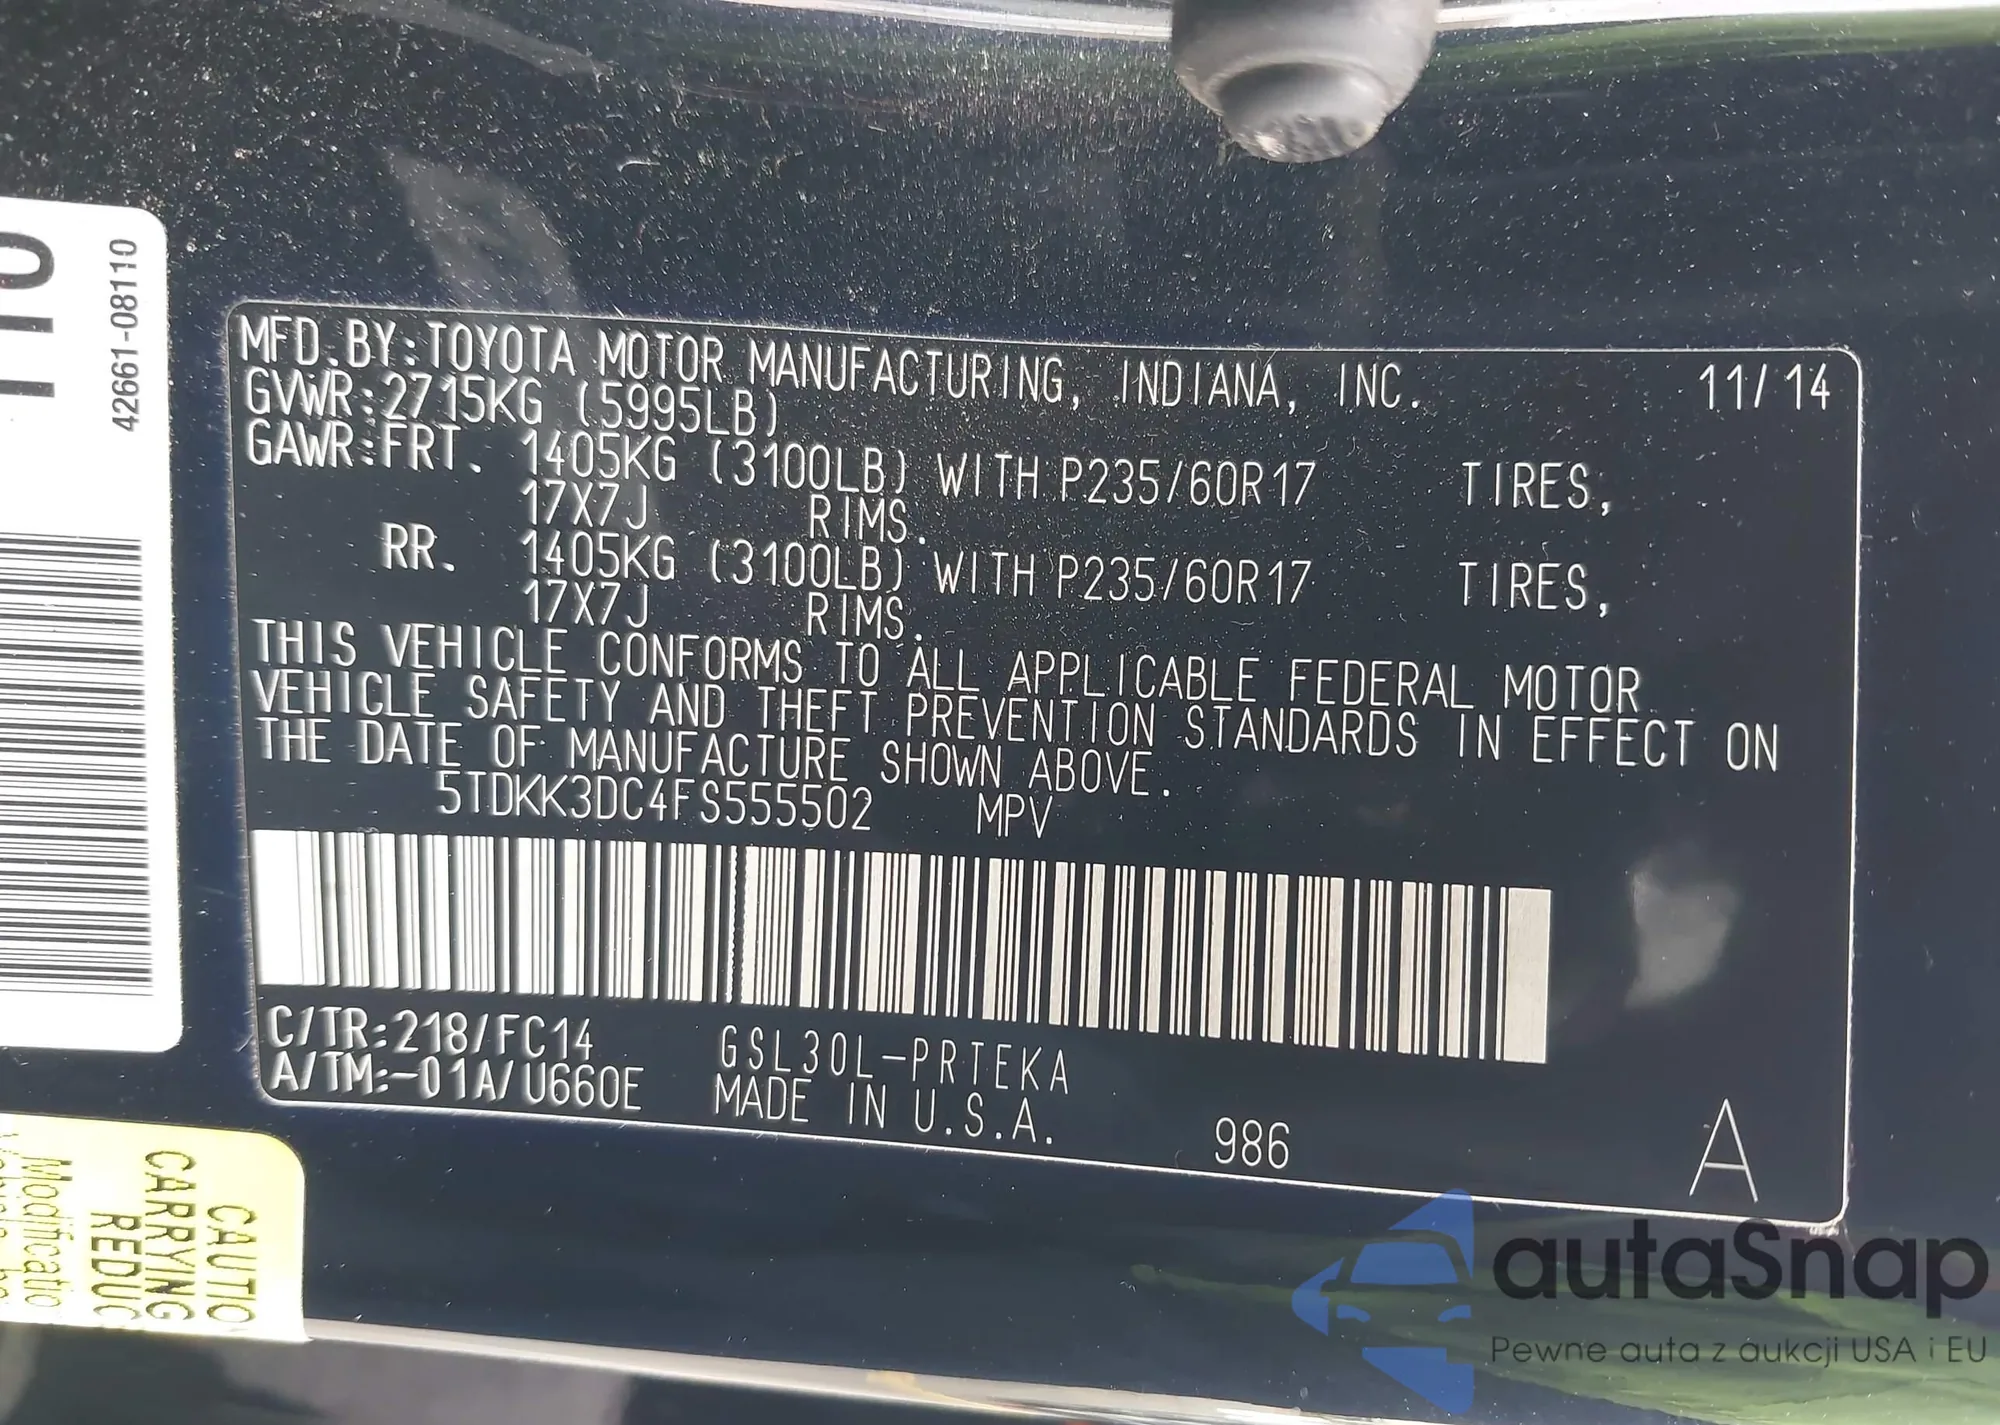 110
42661-08110
MFD.BY:TOYOTA MOTOR MANUFACTURING, INDIANA, INC. 11/14
GVWR:2715KG (5995LB)
GAWR:FRT. 1405KG (3100LB) WITH P235/60R17 TIRES,
17X7J RIMS.
RR. 1405KG (3100LB) WITH P235/60R17 TIRES,
17X7J RIMS.
THIS VEHICLE CONFORMS TO ALL APPLICABLE FEDERAL MOTOR
VEHICLE SAFETY AND THEFT PREVENTION STANDARDS IN EFFECT ON
THE DATE OF MANUFACTURE SHOWN ABOVE.
5TDKK3DC4FS555502 MPV
C/TR:218/FC14 GSL30L-PRTEKA
A/TM:-01A/U660E MADE IN U.S.A. 986 A
CAUTIO
CARRYING
REDUC
Modificatio
autaSnap
Pewne auta z aukcji USA i EU